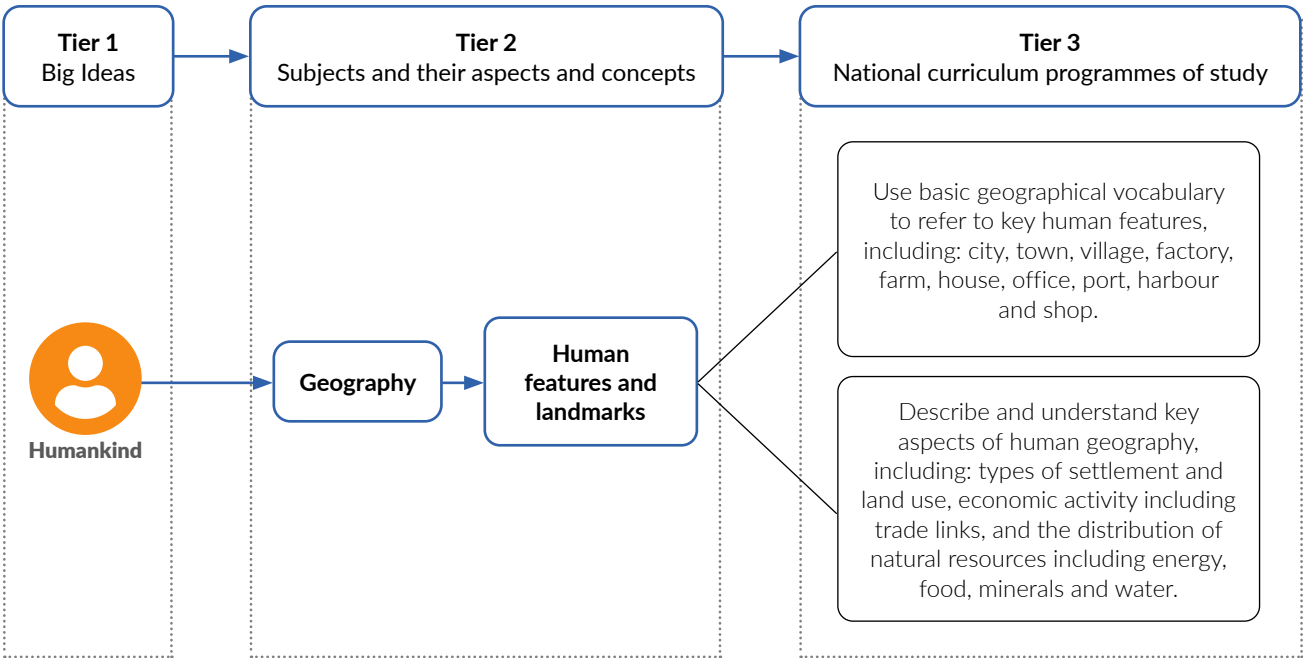 Tier 1
Big Ideas
Tier 2
Subjects and their aspects and concepts
Tier 3
National curriculum programmes of study
Humankind
Geography
Human
features and
landmarks
Use basic geographical vocabulary
to refer to key human features,
including: city, town, village, factory,
farm, house, office, port, harbour
and shop.
Describe and understand key
aspects of human geography,
including: types of settlement and
land use, economic activity including
trade links, and the distribution of
natural resources including energy,
food, minerals and water.